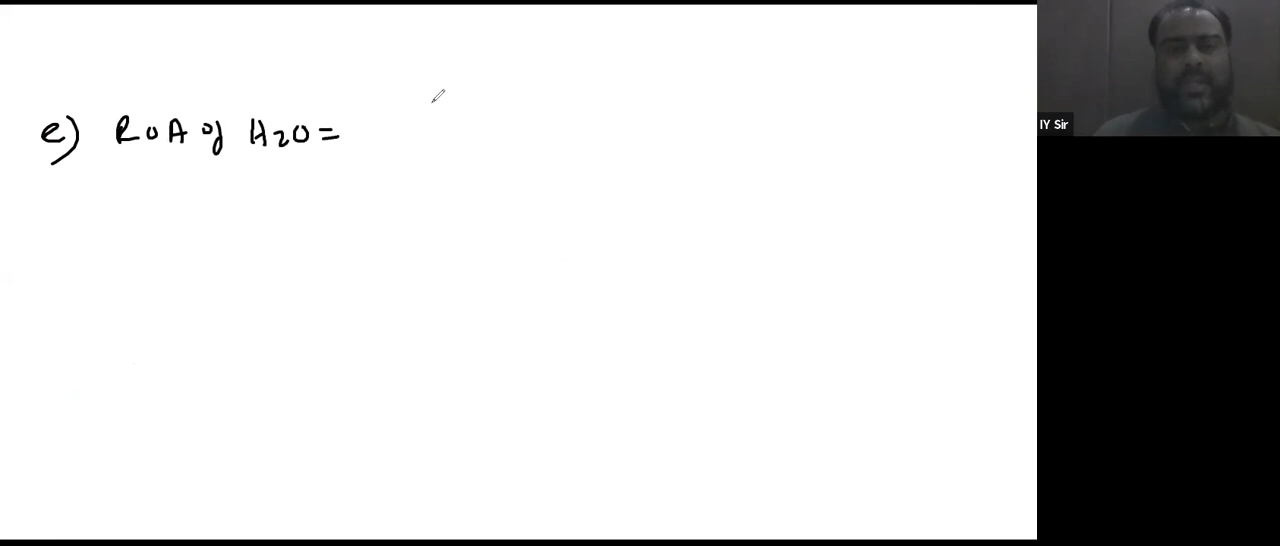 e) ROA of H2O =
IY Sir